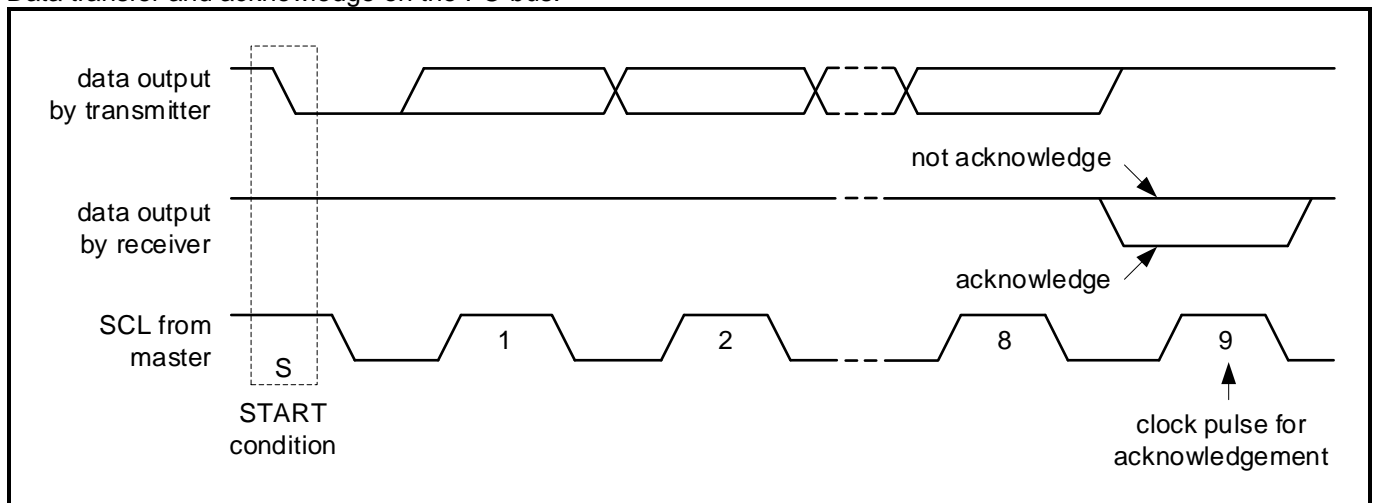 data output
by transmitter
not acknowledge
data output
by receiver
acknowledge
SCL from
master
1
2
8
9
S
START
condition
clock pulse for
acknowledgement